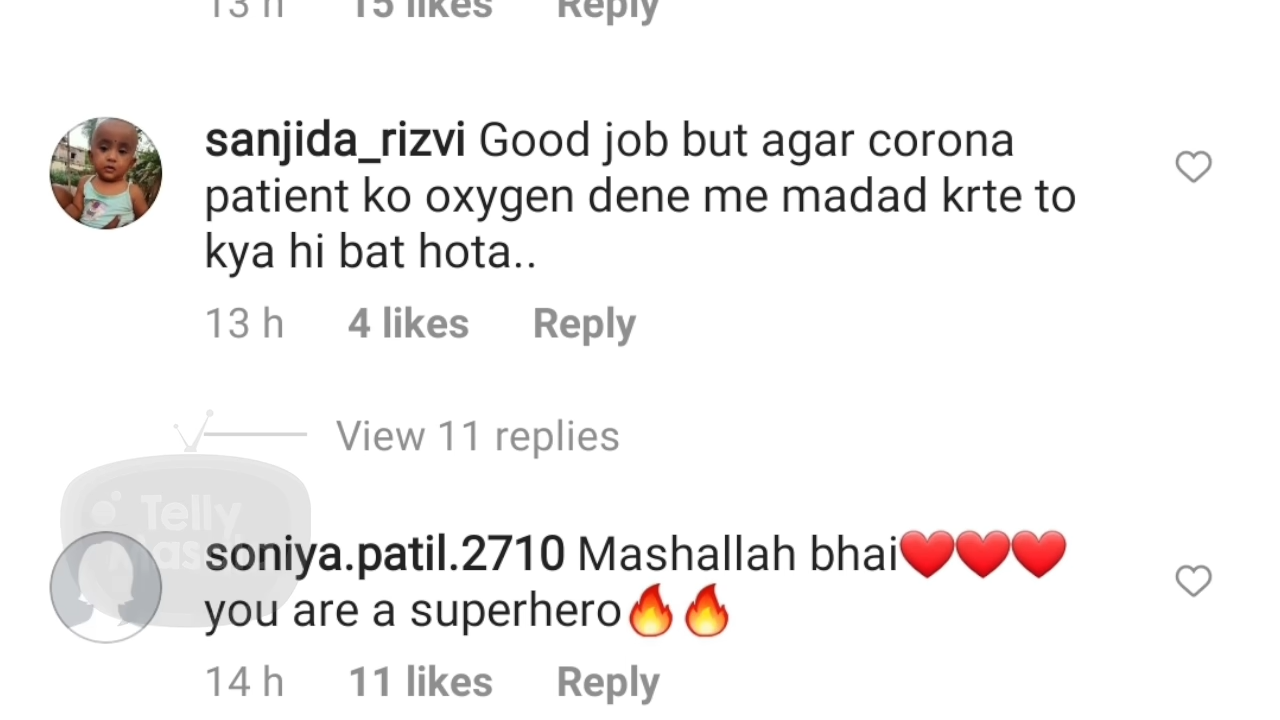 13 h 15 likes Reply
sanjida_rizvi Good job but agar corona
patient ko oxygen dene me madad krte to
kya hi bat hota..
13 h 4 likes Reply
View 11 replies
Telly
soniya.patil.2710 Mashallah bhai❤️❤️❤️
you are a superhero🔥🔥
14 h 11 likes Reply